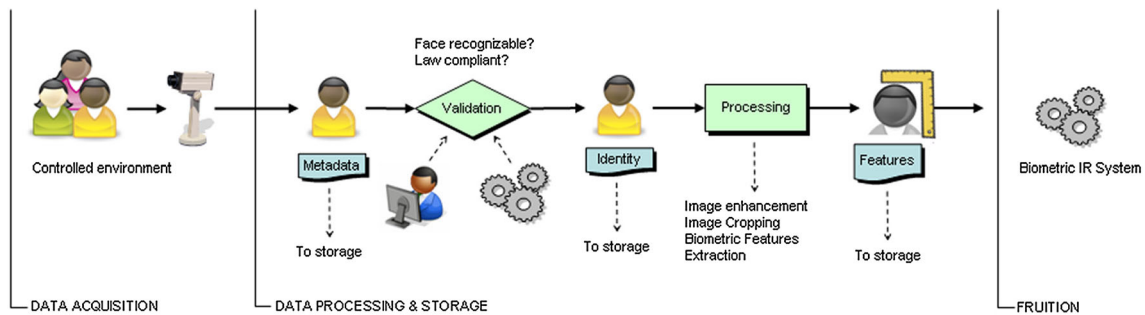 Face recognizable?
Law compliant?
Validation
Processing
Controlled environment
Metadata
Identity
Features
Biometric IR System
Image enhancement
Image Cropping
Biometric Features
Extraction
To storage
To storage
To storage
DATA ACQUISITION
DATA PROCESSING & STORAGE
FRUITION